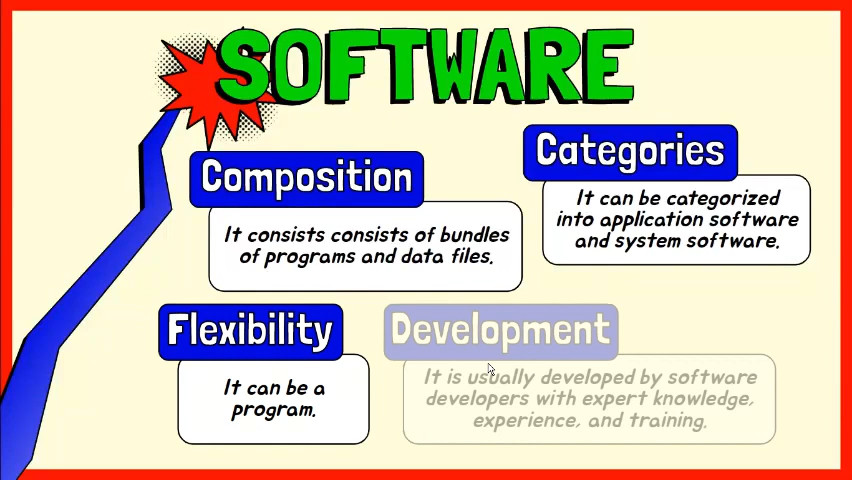 SOFTWARE
Composition
It consists consists of bundles
of programs and data files.
Categories
It can be categorized
into application software
and system software.
Flexibility
It can be a
program.
Development
It is usually developed by software
developers with expert knowledge,
experience, and training.